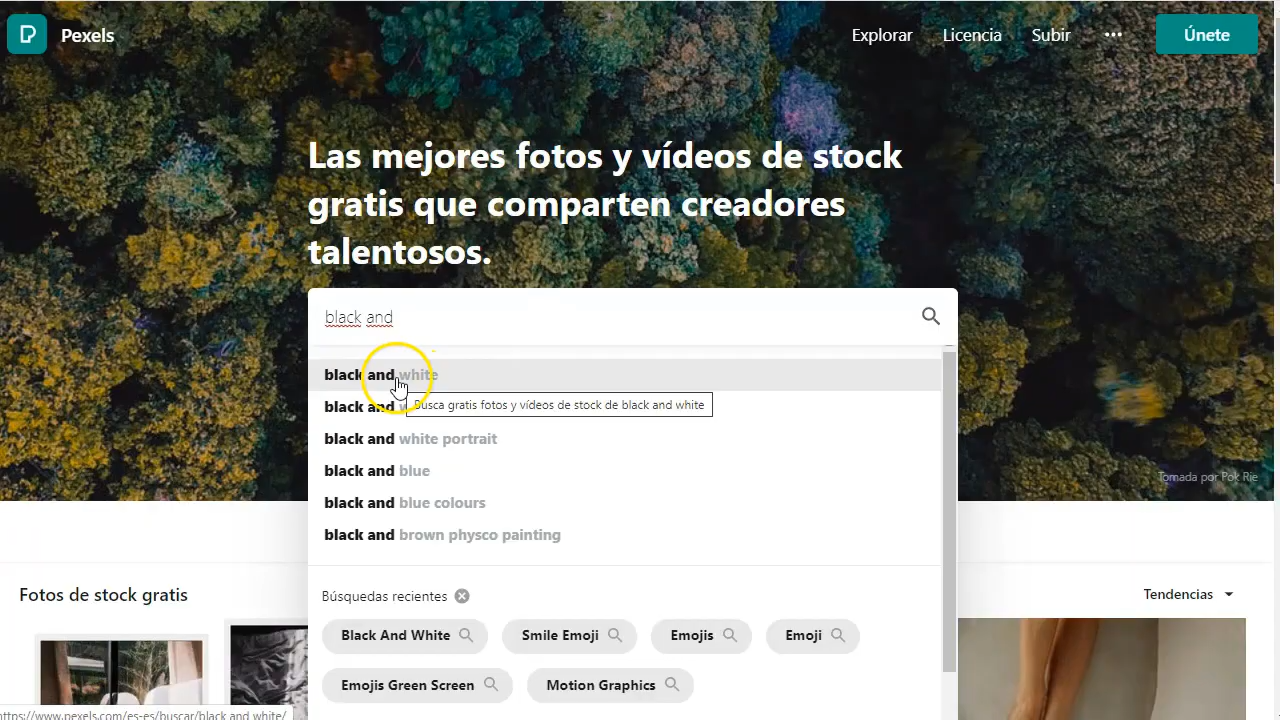 Pexels
Explorar
Licencia
Subir
Únete
Las mejores fotos y vídeos de stock
gratis que comparten creadores
talentosos.
black and
black and white
Busca gratis fotos y vídeos de stock de black and white
black and
black and white portrait
black and blue
black and blue colours
black and brown physco painting
Tomada por Pok Rie
Búsquedas recientes
Fotos de stock gratis
Tendencias
Black And White
Smile Emoji
Emojis
Emoji
Emojis Green Screen
Motion Graphics
https://www.pexels.com/es-es/buscar/black and white/